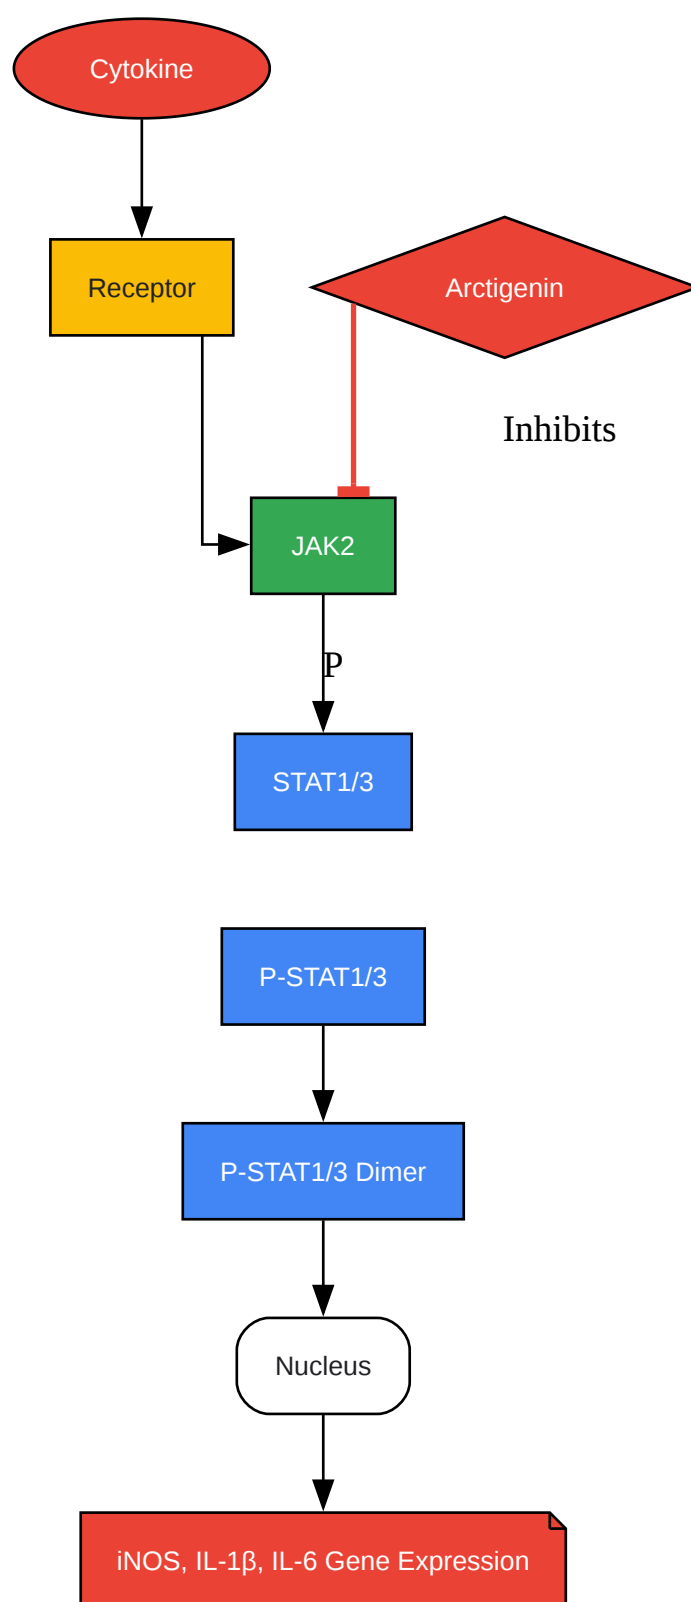 Cytokine
Receptor
Arctigenin
Inhibits
JAK2
P
STAT1/3
P-STAT1/3
P-STAT1/3 Dimer
Nucleus
iNOS, IL-1β, IL-6 Gene Expression